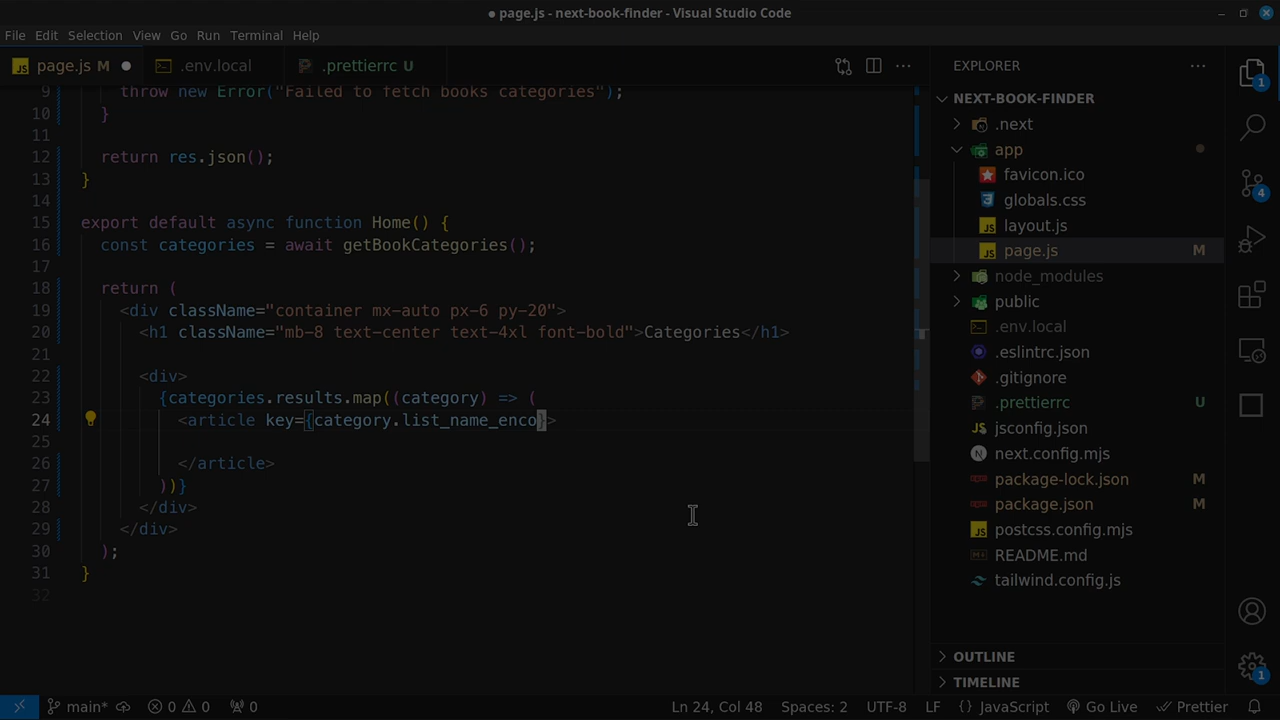 ● page.js - next-book-finder - Visual Studio Code
File Edit Selection View Go Run Terminal Help
JS page.js M ● .env.local .prettierrc U
9 throw new Error("Failed to fetch books categories");
10 }
11
12 return res.json();
13 }
14
15 export default async function Home() {
16 const categories = await getBookCategories();
17
18 return (
19 <div className="container mx-auto px-6 py-20">
20 <h1 className="mb-8 text-center text-4xl font-bold">Categories</h1>
21
22 <div>
23 {categories.results.map((category) => (
24 <article key={category.list_name_enco}>
25
26 </article>
27 ))}
28 </div>
29 </div>
30 );
31 }
32
EXPLORER
NEXT-BOOK-FINDER
.next
app
favicon.ico
globals.css
JS layout.js
JS page.js M
node_modules
public
.env.local
.eslintrc.json
.gitignore
.prettierrc U
JS jsconfig.json
N next.config.mjs
package-lock.json M
package.json M
JS postcss.config.mjs
README.md
tailwind.config.js
OUTLINE
TIMELINE
1
4
1
main* 0 0 0 Ln 24, Col 48 Spaces: 2 UTF-8 LF {} JavaScript Go Live Prettier